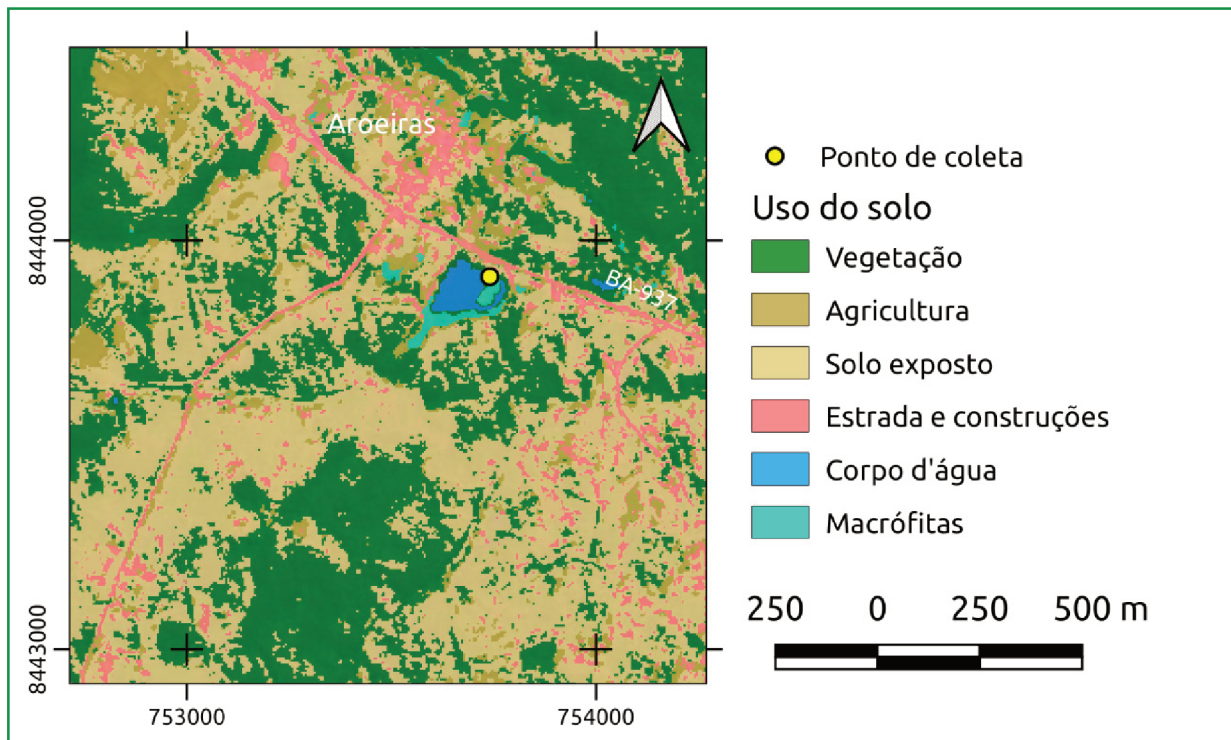 Aroeiras
BA-937
8444000
8443000
753000
754000
Ponto de coleta
Uso do solo
Vegetação
Agricultura
Solo exposto
Estrada e construções
Corpo d'água
Macrófitas
250 0 250 500 m